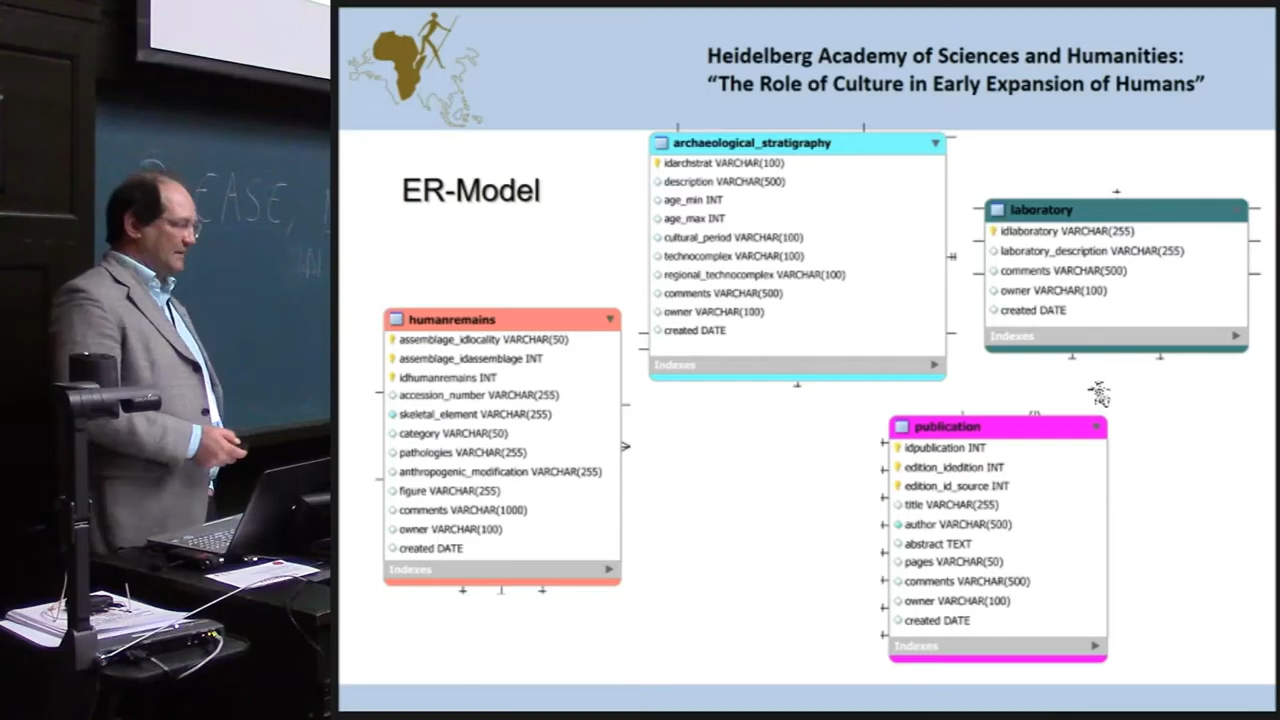 Heidelberg Academy of Sciences and Humanities:
“The Role of Culture in Early Expansion of Humans”
ER-Model
archaeological_stratigraphy
idarchstrat VARCHAR(100)
description VARCHAR(500)
age_min INT
age_max INT
cultural_period VARCHAR(100)
technocomplex VARCHAR(100)
regional_technocomplex VARCHAR(100)
comments VARCHAR(500)
owner VARCHAR(100)
created DATE
Indexes
laboratory
idlaboratory VARCHAR(255)
laboratory_description VARCHAR(255)
comments VARCHAR(500)
owner VARCHAR(100)
created DATE
Indexes
humanremains
assemblage_idlocality VARCHAR(50)
assemblage_idassemblage INT
idhumanremains INT
accession_number VARCHAR(255)
skeletal_element VARCHAR(255)
category VARCHAR(50)
pathologies VARCHAR(255)
anthropogenic_modification VARCHAR(255)
figure VARCHAR(255)
comments VARCHAR(1000)
owner VARCHAR(100)
created DATE
Indexes
publication
idpublication INT
edition_idedition INT
edition_id_source INT
title VARCHAR(255)
author VARCHAR(500)
abstract TEXT
pages VARCHAR(50)
comments VARCHAR(500)
owner VARCHAR(100)
created DATE
Indexes